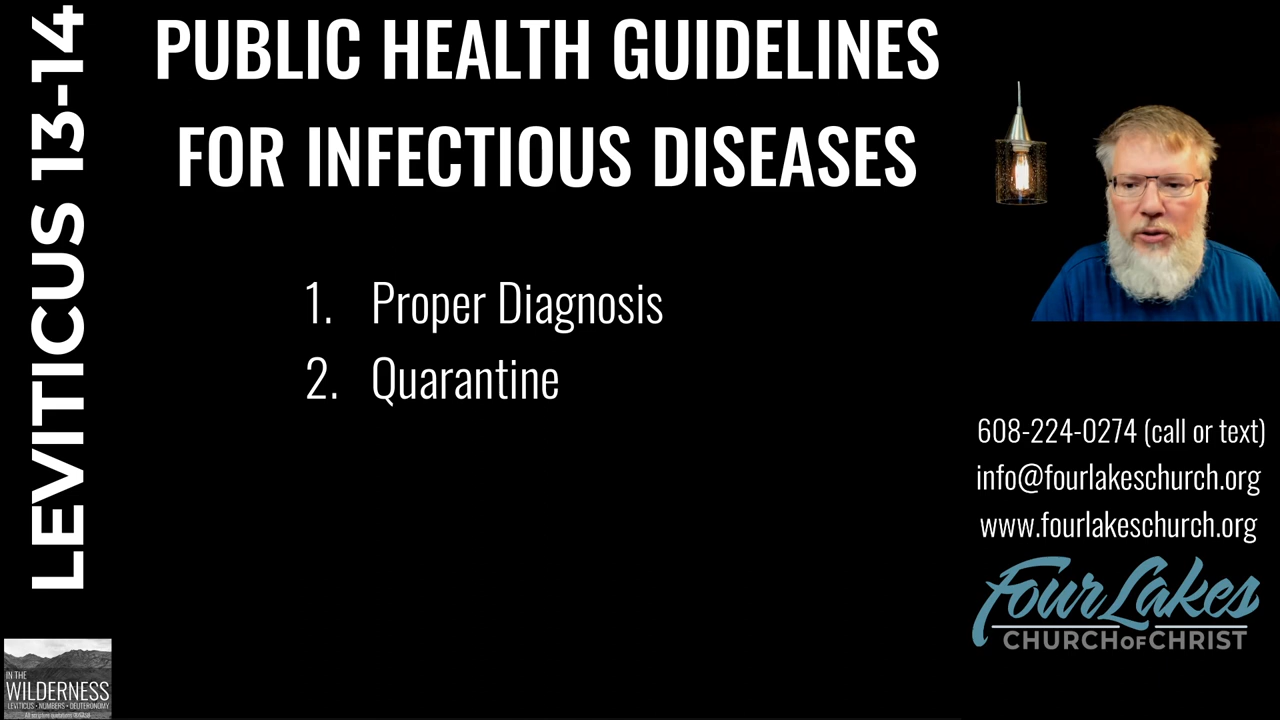 LEVITICUS 13-14
PUBLIC HEALTH GUIDELINES
FOR INFECTIOUS DISEASES
1. Proper Diagnosis
2. Quarantine
608-224-0274 (call or text)
info@fourlakeschurch.org
www.fourlakeschurch.org
Four Lakes
CHURCH OF CHRIST
IN THE
WILDERNESS
LEVITICUS • NUMBERS • DEUTERONOMY